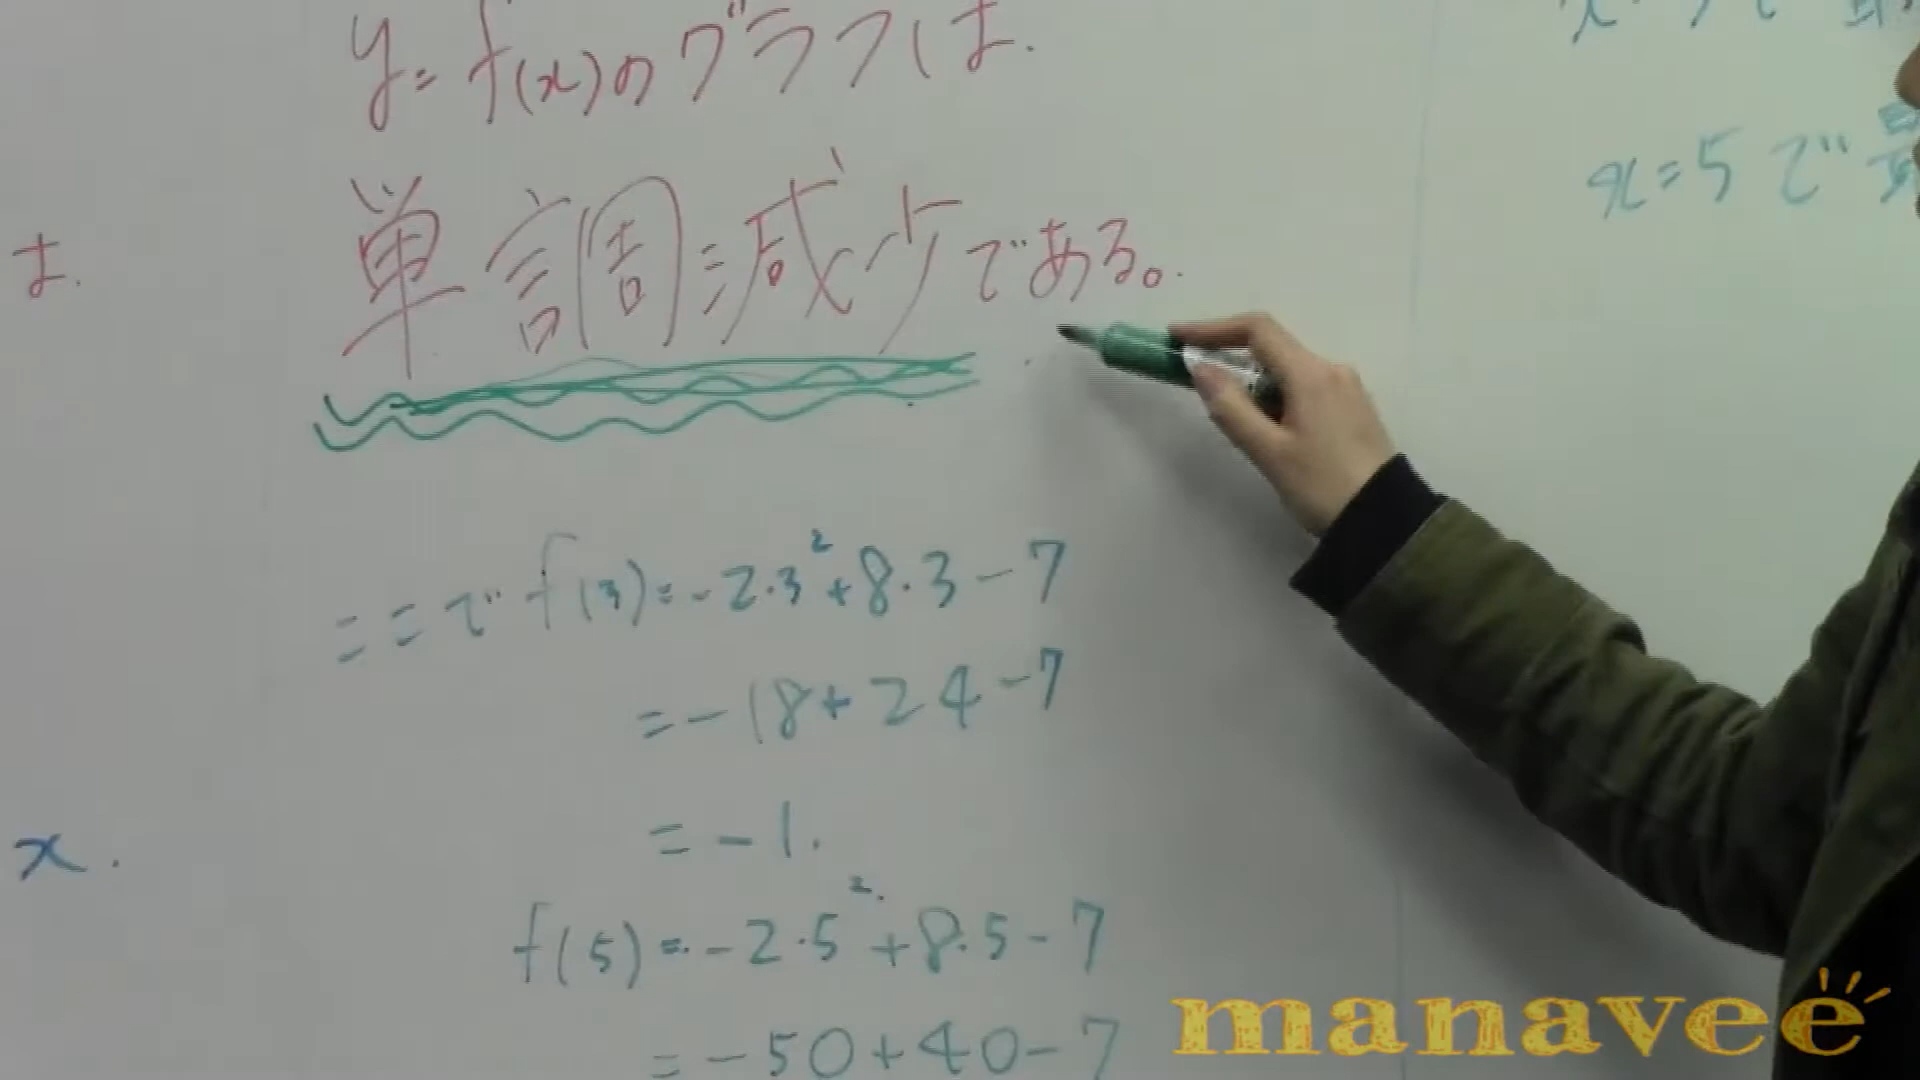 y=f(x)のグラフは.
単調減少である。
は.
ここで f(3)=-2・3²+8・3-7
=-18+24-7
=-1.
x.
f(5)=-2・5²+8・5-7
=-50+40-7
x=5で最
manavee